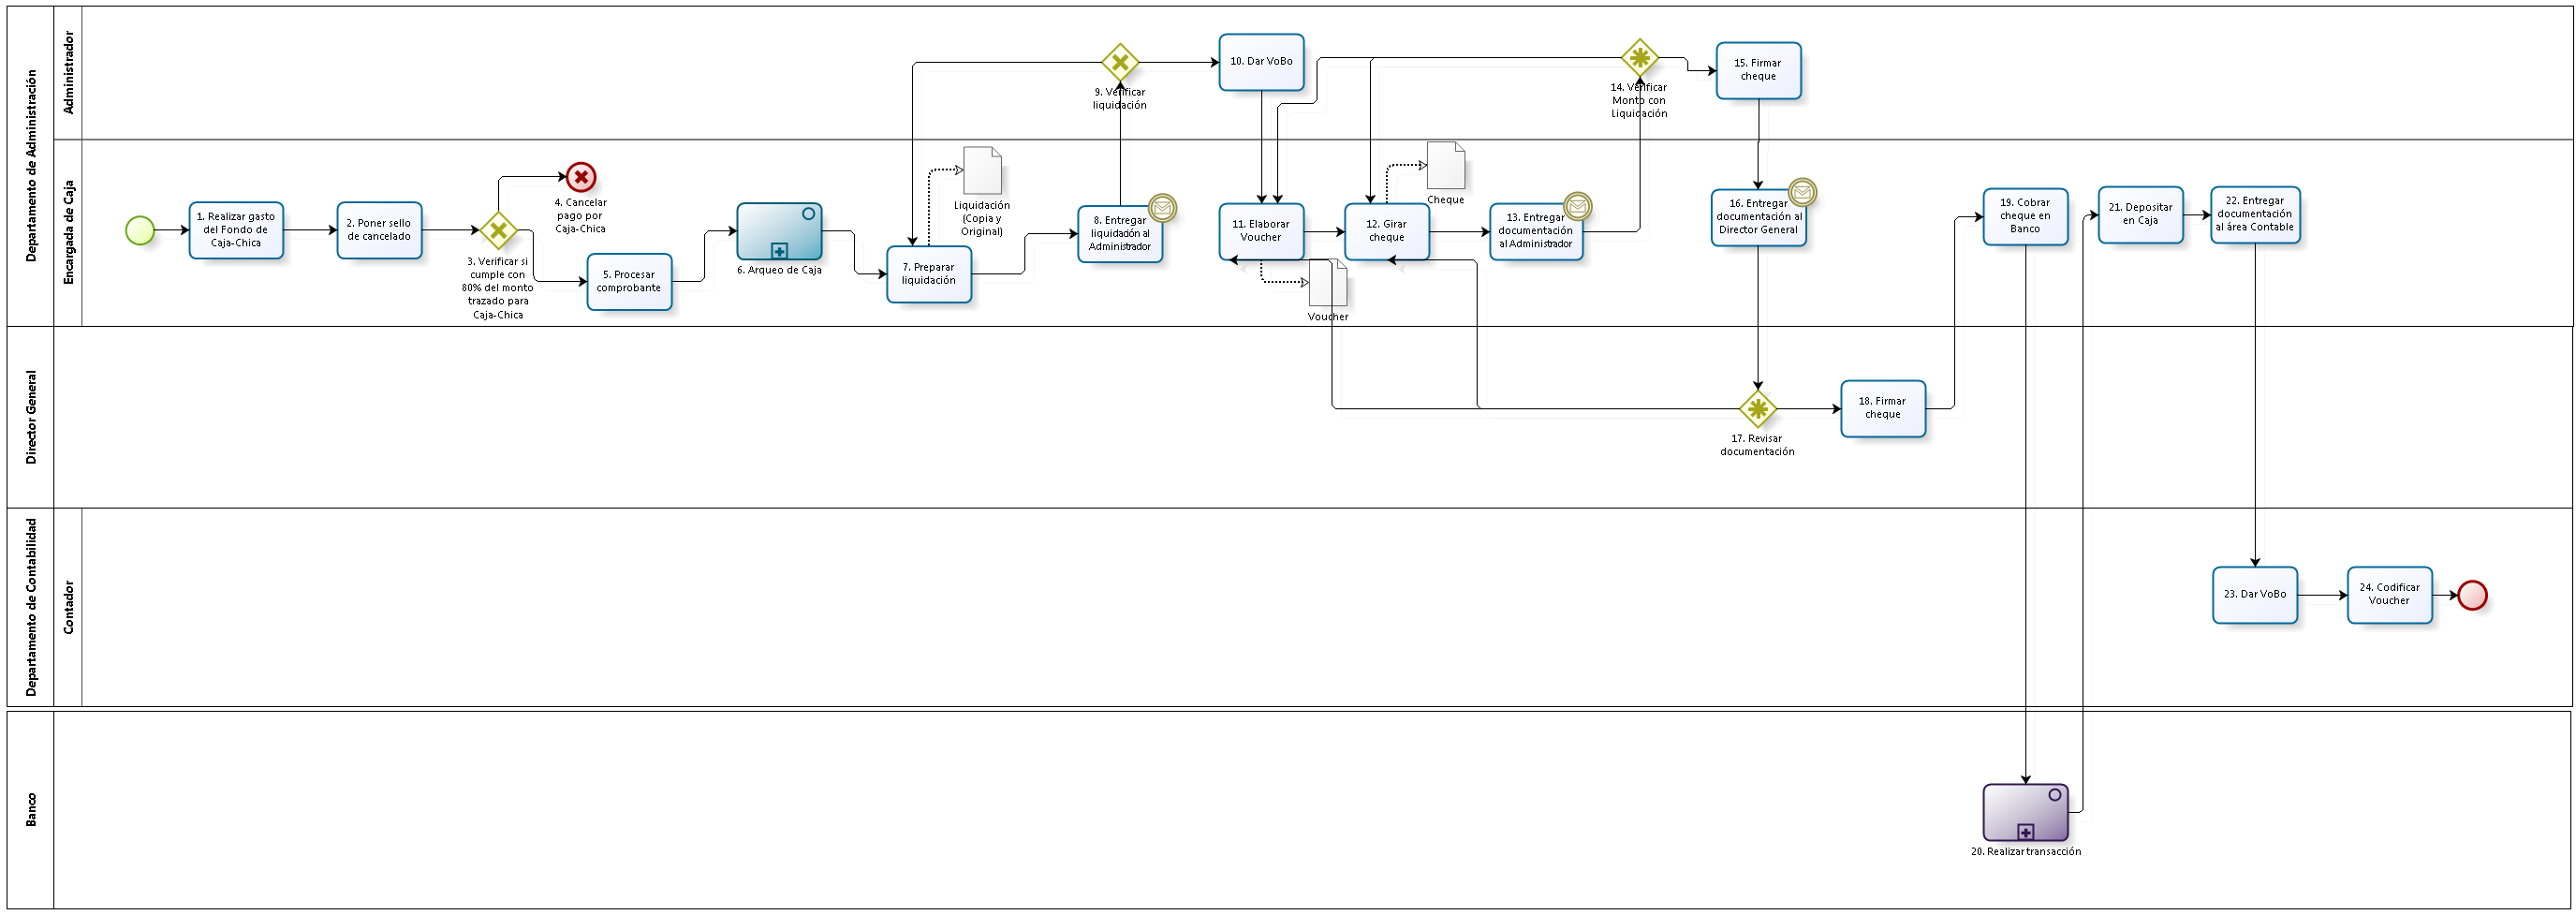 Departamento de Administración
Administrador
9. Verificar
liquidación
10. Dar VoBo
14. Verificar
Monto con
Liquidación
15. Firmar
cheque
Encargada de Caja
1. Realizar gasto
del Fondo de
Caja-Chica
2. Poner sello
de cancelado
3. Verificar si
cumple con
80% del monto
trazado para
Caja-Chica
4. Cancelar
pago por
Caja-Chica
5. Procesar
comprobante
6. Arqueo de Caja
7. Preparar
liquidación
Liquidación
(Copia y
Original)
8. Entregar
liquidación al
Administrador
11. Elaborar
Voucher
Voucher
12. Girar
cheque
Cheque
13. Entregar
documentación
al Administrador
16. Entregar
documentación al
Director General
19. Cobrar
cheque en
Banco
21. Depositar
en Caja
22. Entregar
documentación
al área Contable
Director General
17. Revisar
documentación
18. Firmar
cheque
Departamento de Contabilidad
Contador
23. Dar VoBo
24. Codificar
Voucher
Banco
20. Realizar transacción